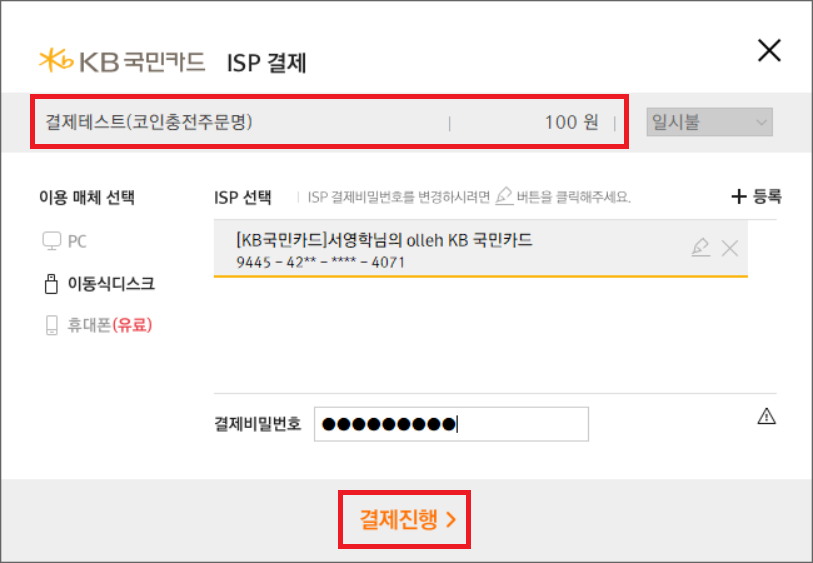 KB국민카드 ISP 결제
결제테스트(코인충전주문명) 100 원 일시불
이용 매체 선택
PC
이동식디스크
휴대폰(유료)
ISP 선택 ISP 결제비밀번호를 변경하시려면 버튼을 클릭해주세요. + 등록
[KB국민카드]서영학님의 olleh KB 국민카드
9445 - 42** - **** - 4071
결제비밀번호 ●●●●●●●●●
결제진행 >